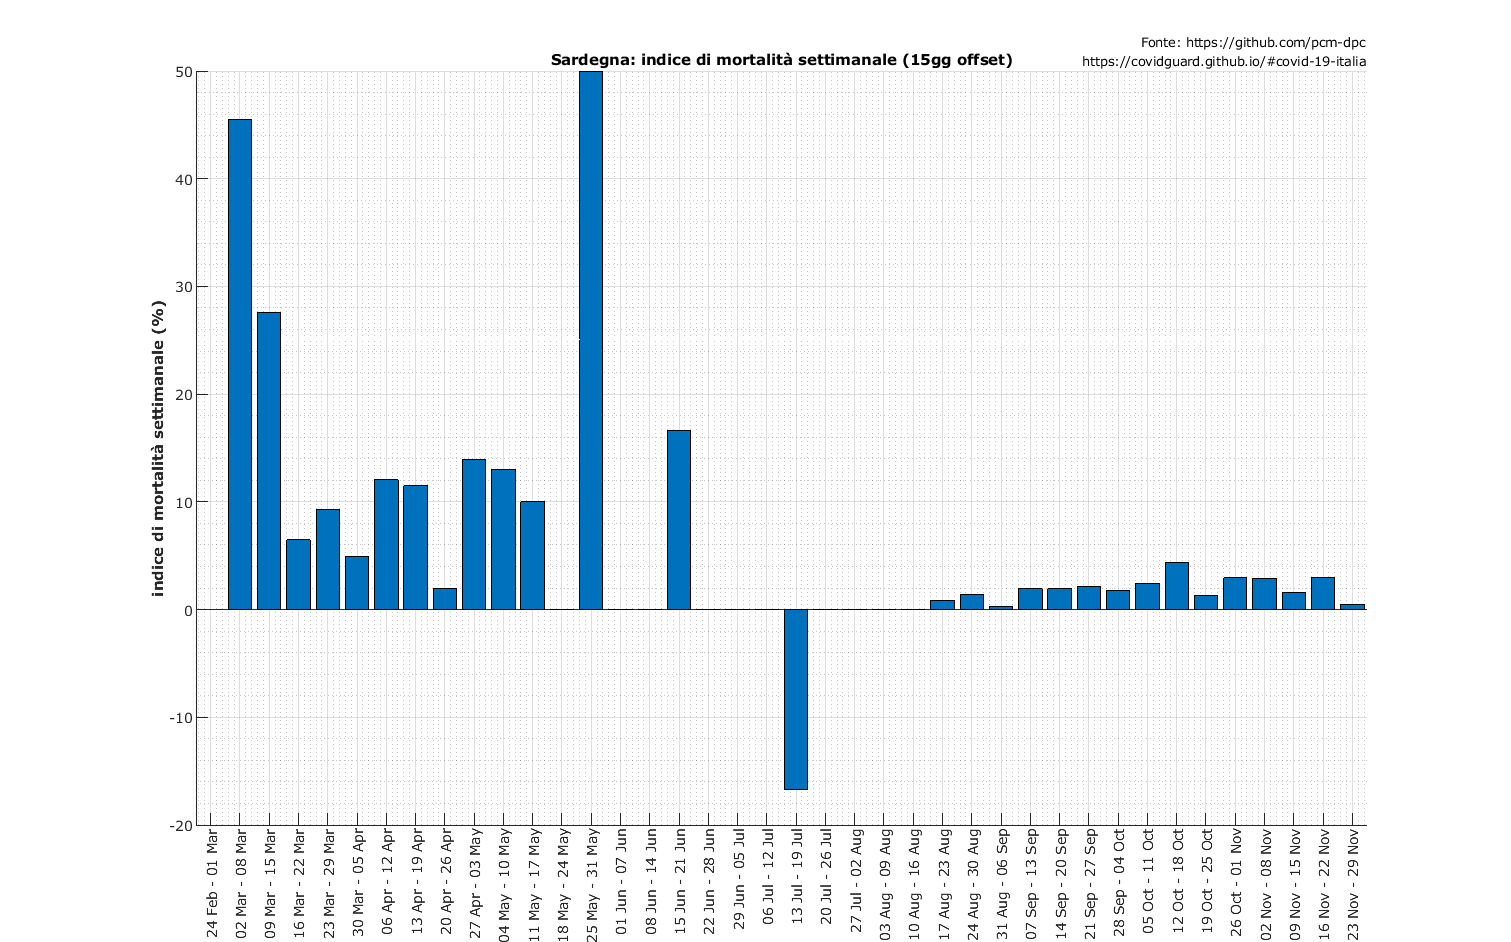 Fonte: https://github.com/pcm-dpc
https://covidguard.github.io/#covid-19-italia
Sardegna: indice di mortalità settimanale (15gg offset)
indice di mortalità settimanale (%)
50
40
30
20
10
0
-10
-20
24 Feb - 01 Mar
02 Mar - 08 Mar
09 Mar - 15 Mar
16 Mar - 22 Mar
23 Mar - 29 Mar
30 Mar - 05 Apr
06 Apr - 12 Apr
13 Apr - 19 Apr
20 Apr - 26 Apr
27 Apr - 03 May
04 May - 10 May
11 May - 17 May
18 May - 24 May
25 May - 31 May
01 Jun - 07 Jun
08 Jun - 14 Jun
15 Jun - 21 Jun
22 Jun - 28 Jun
29 Jun - 05 Jul
06 Jul - 12 Jul
13 Jul - 19 Jul
20 Jul - 26 Jul
27 Jul - 02 Aug
03 Aug - 09 Aug
10 Aug - 16 Aug
17 Aug - 23 Aug
24 Aug - 30 Aug
31 Aug - 06 Sep
07 Sep - 13 Sep
14 Sep - 20 Sep
21 Sep - 27 Sep
28 Sep - 04 Oct
05 Oct - 11 Oct
12 Oct - 18 Oct
19 Oct - 25 Oct
26 Oct - 01 Nov
02 Nov - 08 Nov
09 Nov - 15 Nov
16 Nov - 22 Nov
23 Nov - 29 Nov